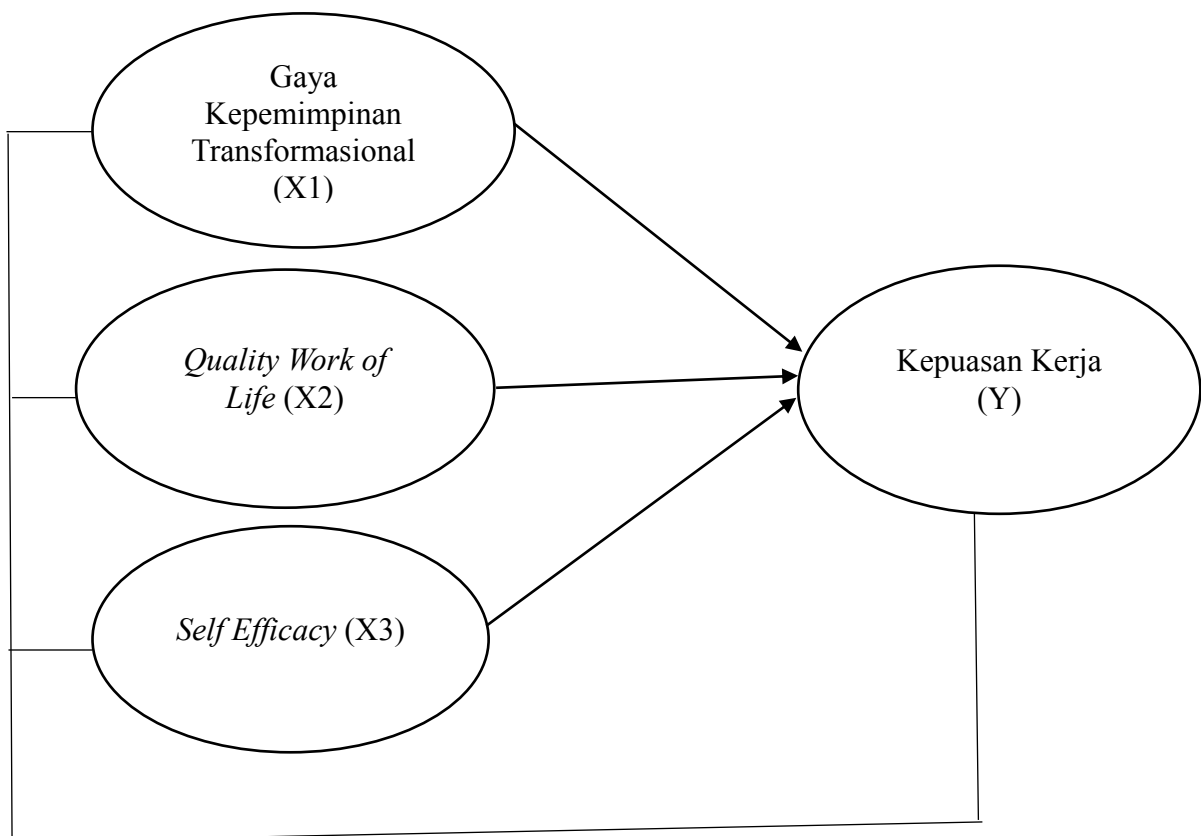 Gaya
Kepemimpinan
Transformasional
(X1)
Quality Work of
Life (X2)
Kepuasan Kerja
(Y)
Self Efficacy (X3)